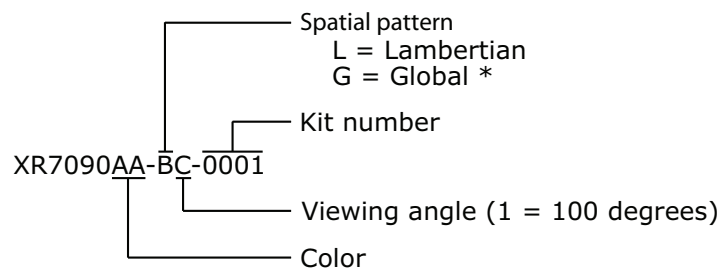 Spatial pattern
L = Lambertian
G = Global *
Kit number
XR7090AA-BC-0001
Viewing angle (1 = 100 degrees)
Color